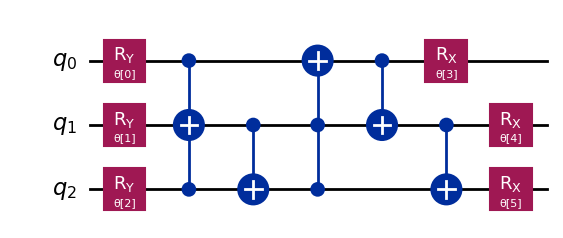 q0 RY θ[0] RX θ[3]
q1 RY θ[1] RX θ[4]
q2 RY θ[2] RX θ[5]